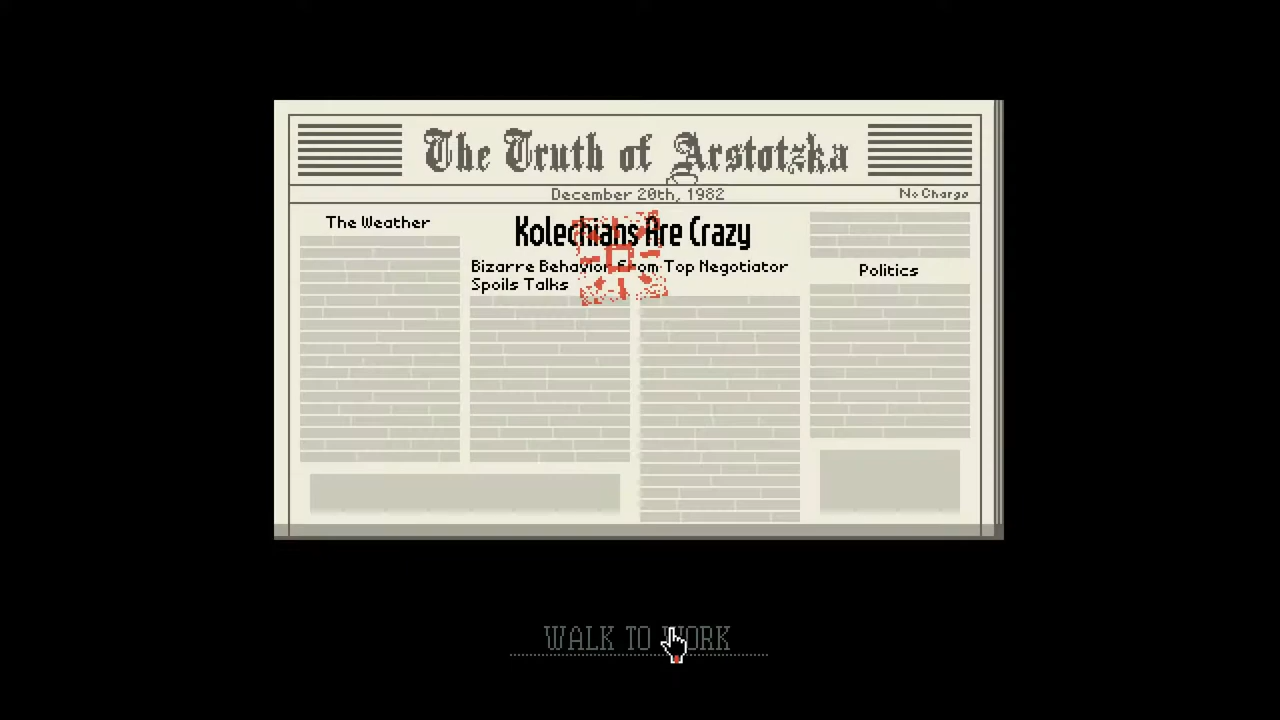 The Truth of Arstotzka
December 20th, 1982
No Charge
The Weather
Kolechians Are Crazy
Bizarre Behavior From Top Negotiator
Spoils Talks
Politics
WALK TO WORK